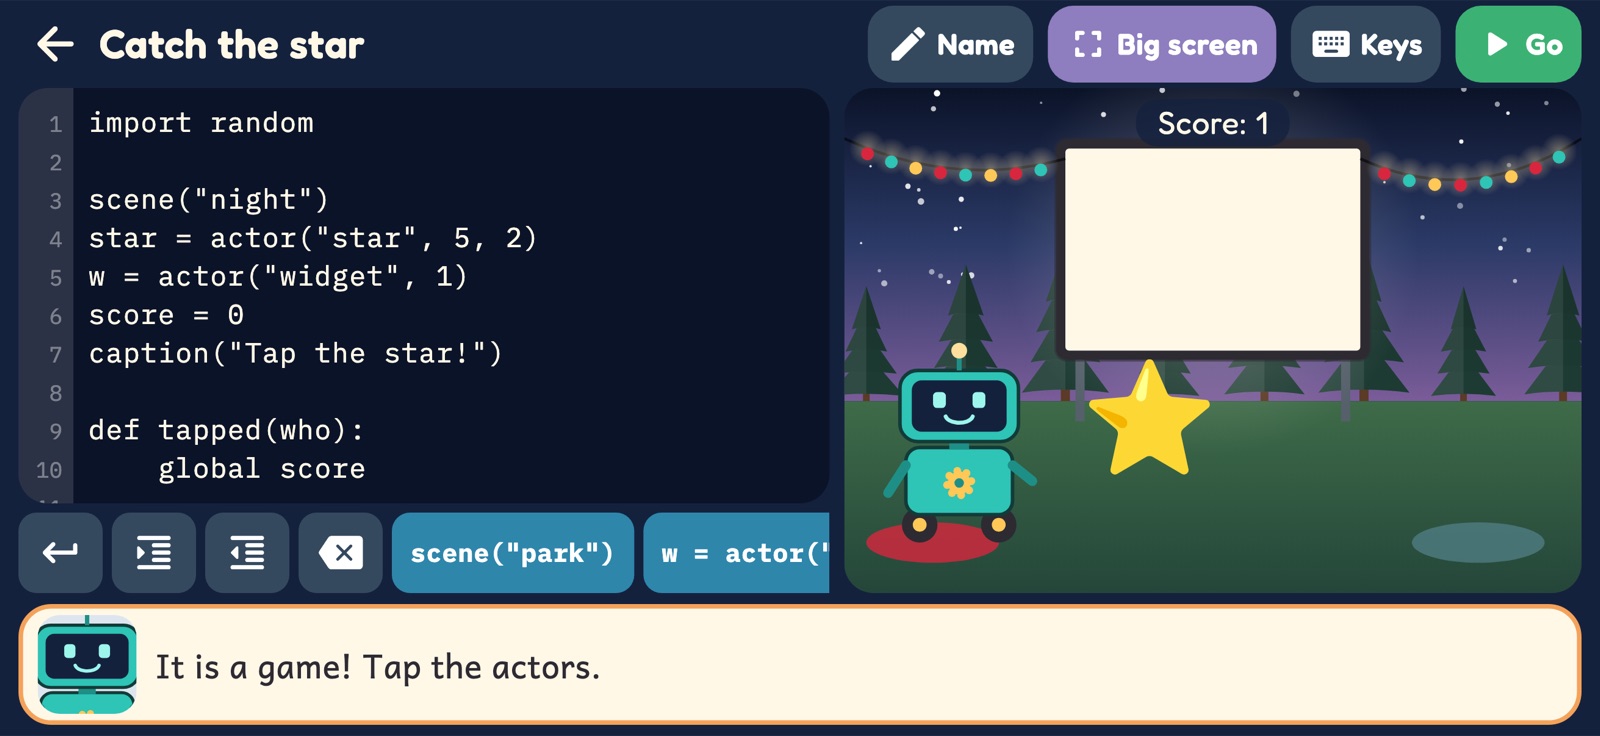 Catch the star
Name
Big screen
Keys
Go
1 import random
2
3 scene("night")
4 star = actor("star", 5, 2)
5 w = actor("widget", 1)
6 score = 0
7 caption("Tap the star!")
8
9 def tapped(who):
10     global score
scene("park")
w = actor("
Score: 1
It is a game! Tap the actors.